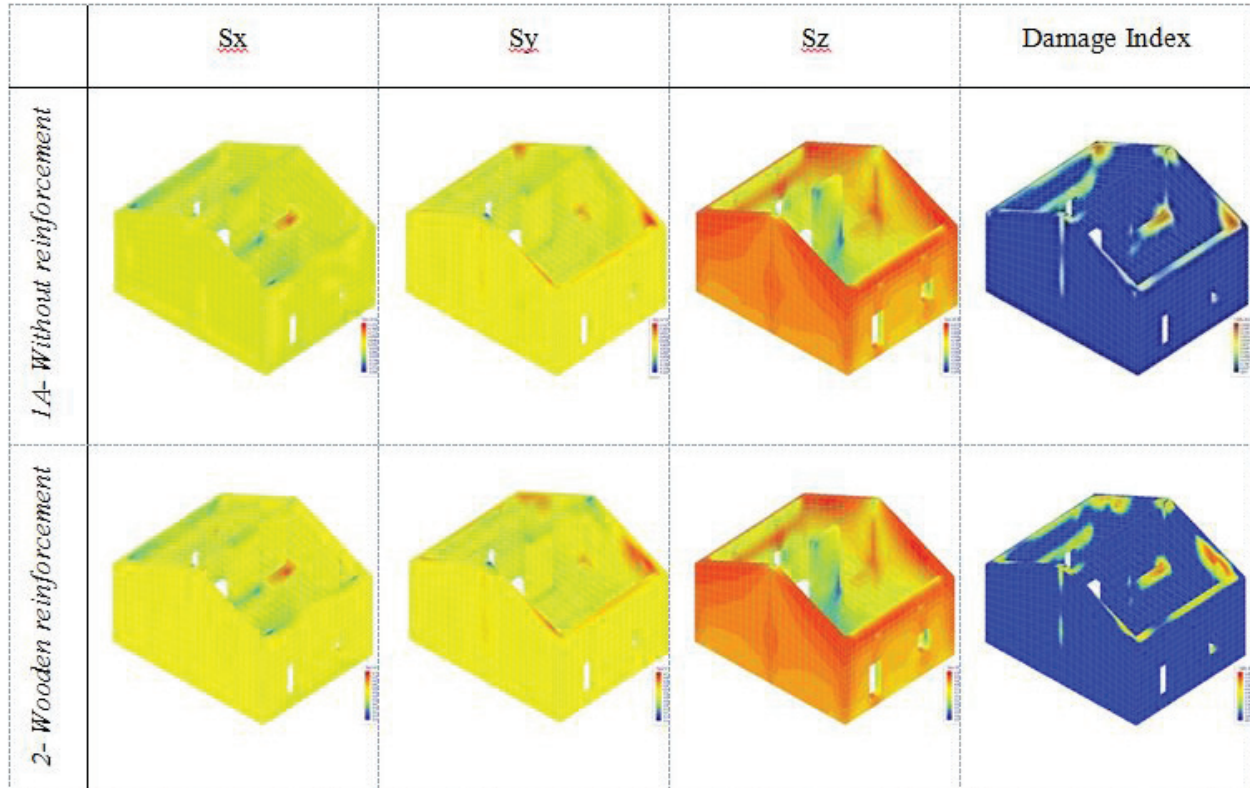 Sx Sy Sz Damage Index
1A- Without reinforcement
2- Wooden reinforcement